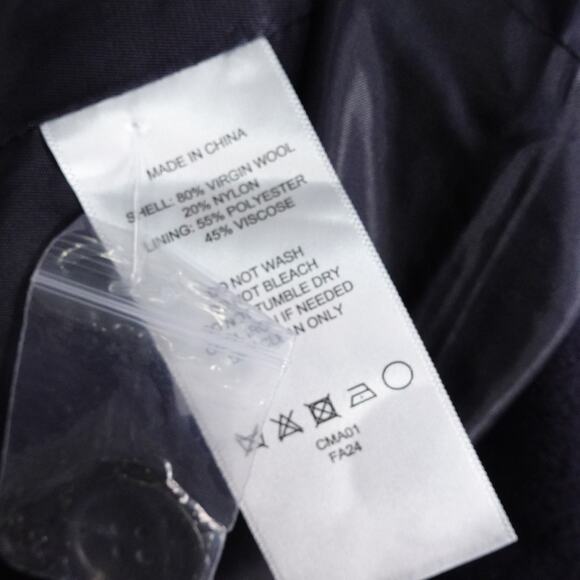 MADE IN CHINA
SHELL: 80% VIRGIN WOOL
20% NYLON
LINING: 55% POLYESTER
45% VISCOSE
DO NOT WASH
NOT BLEACH
TUMBLE DRY
IF NEEDED
ONLY
CMA01
FA24